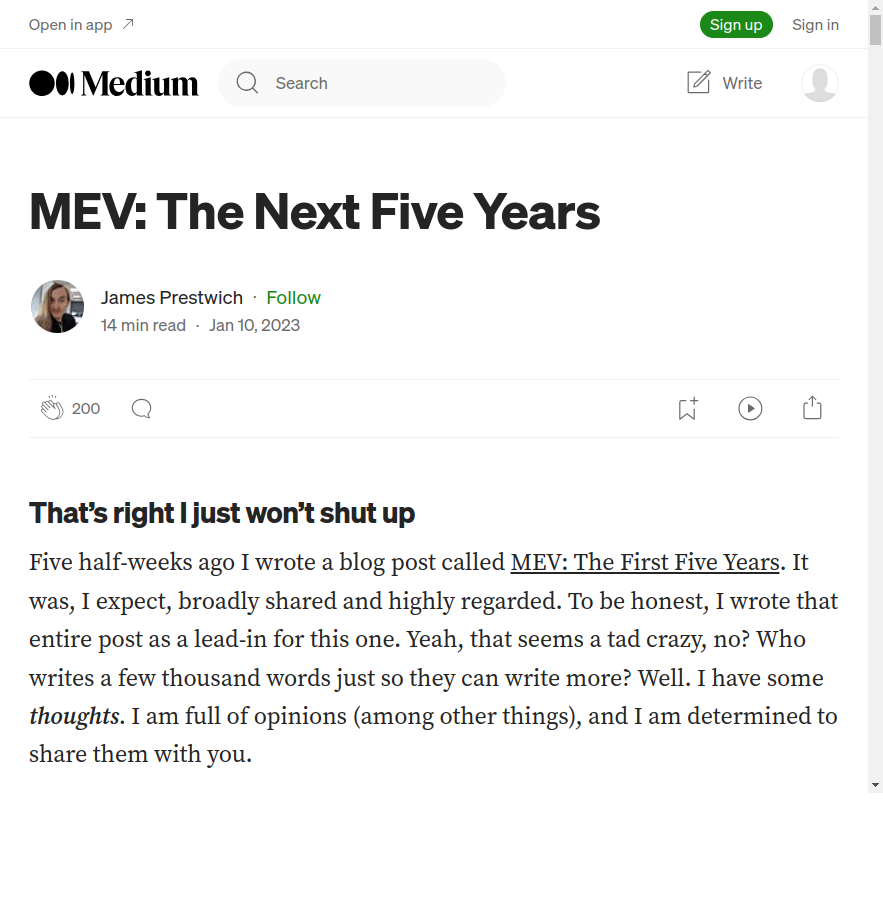 Open in app
Sign up
Sign in
Medium
Search
Write
MEV: The Next Five Years
James Prestwich · Follow
14 min read · Jan 10, 2023
200
That’s right I just won’t shut up
Five half-weeks ago I wrote a blog post called MEV: The First Five Years. It
was, I expect, broadly shared and highly regarded. To be honest, I wrote that
entire post as a lead-in for this one. Yeah, that seems a tad crazy, no? Who
writes a few thousand words just so they can write more? Well. I have some
thoughts. I am full of opinions (among other things), and I am determined to
share them with you.